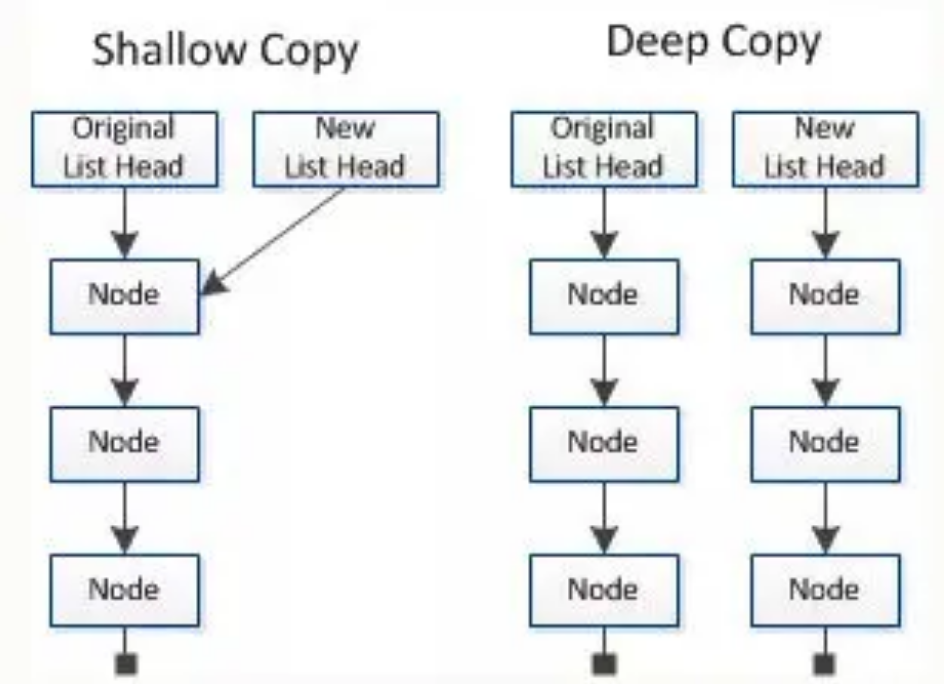 Shallow Copy
Deep Copy
Original
List Head
New
List Head
Original
List Head
New
List Head
Node
Node
Node
Node
Node
Node
Node
Node
Node